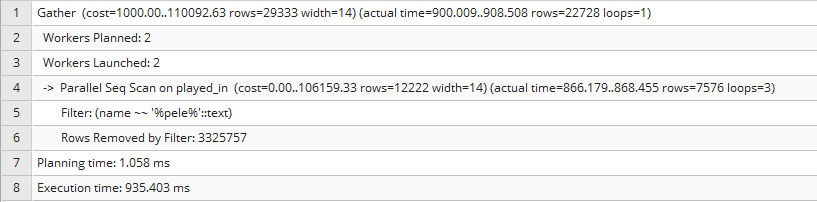 1 Gather (cost=1000.00..110092.63 rows=29333 width=14) (actual time=900.009..908.508 rows=22728 loops=1)
2 Workers Planned: 2
3 Workers Launched: 2
4 -> Parallel Seq Scan on played_in (cost=0.00..106159.33 rows=12222 width=14) (actual time=866.179..868.455 rows=7576 loops=3)
5 Filter: (name ~~ '%pele%'::text)
6 Rows Removed by Filter: 3325757
7 Planning time: 1.058 ms
8 Execution time: 935.403 ms